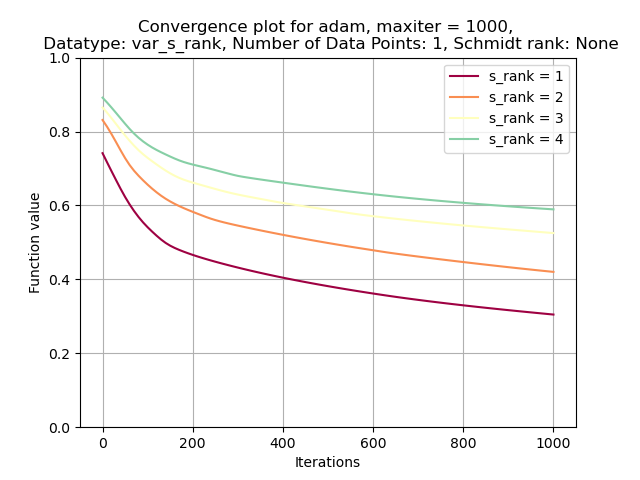 Convergence plot for adam, maxiter = 1000,
Datatype: var_s_rank, Number of Data Points: 1, Schmidt rank: None
1.0
0.8
0.6
0.4
0.2
0.0
Function value
s_rank = 1
s_rank = 2
s_rank = 3
s_rank = 4
0 200 400 600 800 1000
Iterations